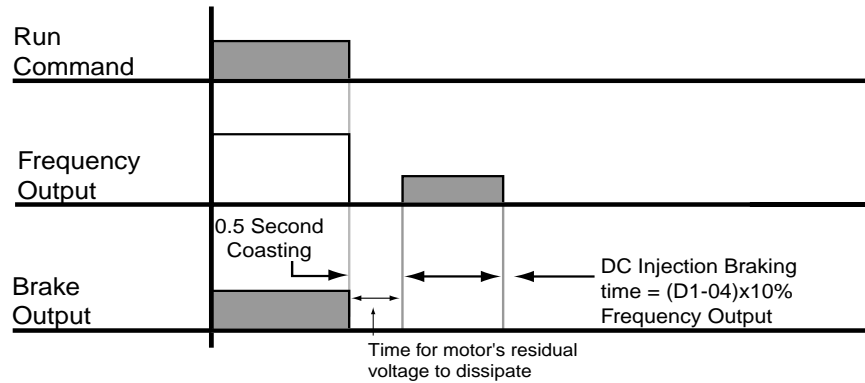 Run
Command
Frequency
Output
0.5 Second
Coasting
DC Injection Braking
time = (D1-04)x10%
Frequency Output
Brake
Output
Time for motor's residual
voltage to dissipate